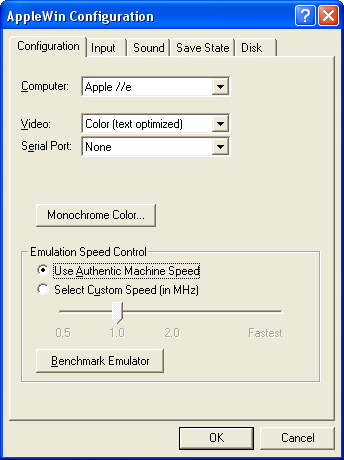 AppleWin Configuration
Configuration Input Sound Save State Disk
Computer: Apple //e
Video: Color (text optimized)
Serial Port: None
Monochrome Color...
Emulation Speed Control
Use Authentic Machine Speed
Select Custom Speed (in MHz)
0.5 1.0 2.0 Fastest
Benchmark Emulator
OK Cancel